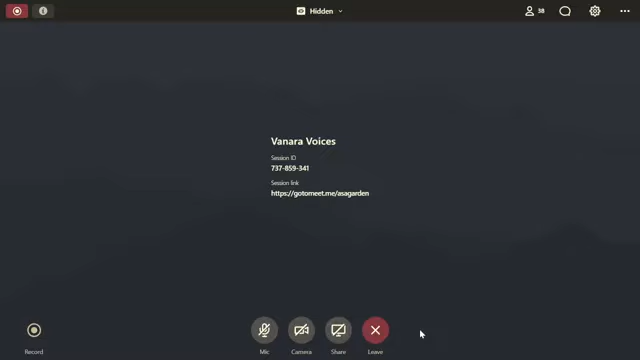 Hidden
38
Vanara Voices
Session ID
737-859-341
Session link
https://gotomeet.me/asagarden
Record
Mic
Camera
Share
Leave